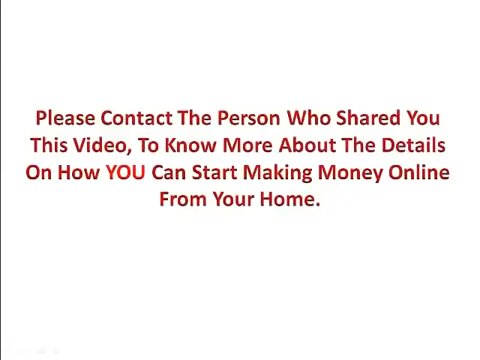 Please Contact The Person Who Shared You
This Video, To Know More About The Details
On How YOU Can Start Making Money Online
From Your Home.